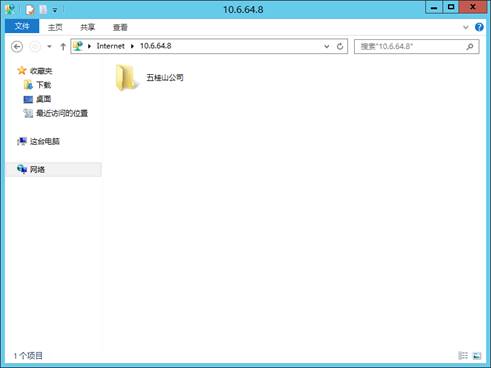 10.6.64.8
文件 主页 共享 查看
Internet 10.6.64.8 搜索"10.6.64.8"
收藏夹
下载
桌面
最近访问的位置
这台电脑
网络
五桂山公司
1 个项目